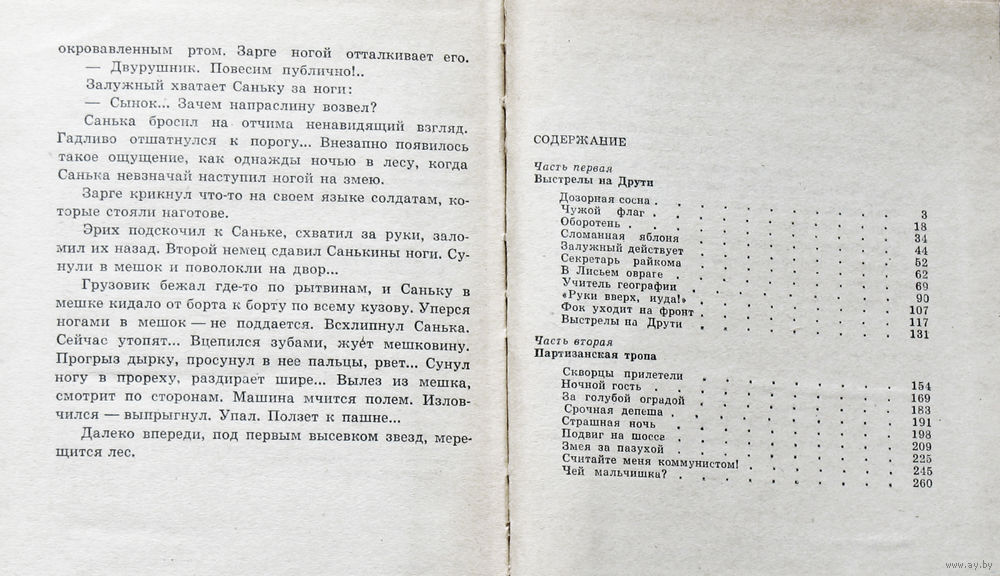 окровавленным ртом. Зарге ногой отталкивает его.
— Двурушник. Повесим публично!..
Залужный хватает Саньку за ноги:
— Сынок... Зачем напраслину возвел?
Санька бросил на отчима ненавидящий взгляд.
Гадливо отшатнулся к порогу... Внезапно появилось
такое ощущение, как однажды ночью в лесу, когда
Санька невзначай наступил ногой на змею.
Зарге крикнул что-то на своем языке солдатам, ко-
торые стояли наготове.
Эрих подскочил к Саньке, схватил за руки, зало-
мил их назад. Второй немец сдавил Санькины ноги. Су-
нули в мешок и поволокли на двор...
Грузовик бежал где-то по рытвинам, и Саньку в
мешке кидало от борта к борту по всему кузову. Уперся
ногами в мешок — не поддается. Всхлипнул Санька.
Сейчас утопят... Вцепился зубами, жуёт мешковину.
Прогрыз дырку, просунул в нее пальцы, рвет... Сунул
ногу в прореху, раздирает шире... Вылез из мешка,
смотрит по сторонам. Машина мчится полем. Излов-
чился — выпрыгнул. Упал. Ползет к пашне...
Далеко впереди, под первым высевком звезд, мере-
щится лес.
СОДЕРЖАНИЕ
Часть первая
Выстрелы на Друти
Дозорная сосна . . . . . . . . 3
Чужой флаг . . . . . . . . 18
Оборотень . . . . . . . . 34
Сломанная яблоня . . . . . . . 44
Залужный действует . . . . . . . 52
Секретарь райкома . . . . . . . 62
В Лисьем овраге . . . . . . . 69
Учитель географии . . . . . . . 90
«Руки вверх, иуда!» . . . . . . . 107
Фок уходит на фронт . . . . . . . 117
Выстрелы на Друти . . . . . . . 131
Часть вторая
Партизанская тропа
Скворцы прилетели . . . . . . . 154
Ночной гость . . . . . . . . 169
За голубой оградой . . . . . . . 183
Срочная депеша . . . . . . . . 191
Страшная ночь . . . . . . . . 198
Подвиг на шоссе . . . . . . . . 209
Змея за пазухой . . . . . . . . 225
Считайте меня коммунистом! . . . . . . 245
Чей мальчишка? . . . . . . . . 260
www.ay.by